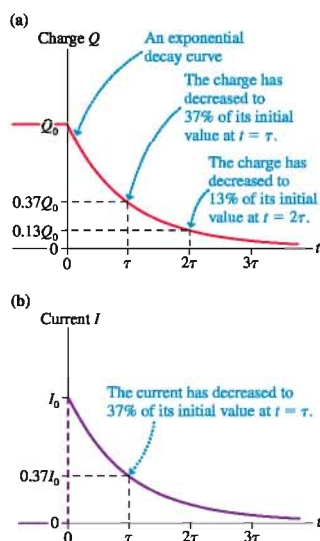 (a)
Charge Q
An exponential
decay curve
The charge has
decreased to
37% of its initial
value at t = τ.
Q₀
The charge has
decreased to
13% of its initial
value at t = 2τ.
0.37Q₀
0.13Q₀
0
t
0
τ
2τ
3τ
(b)
Current I
I₀
The current has decreased to
37% of its initial value at t = τ.
0.37I₀
0
t
0
τ
2τ
3τ